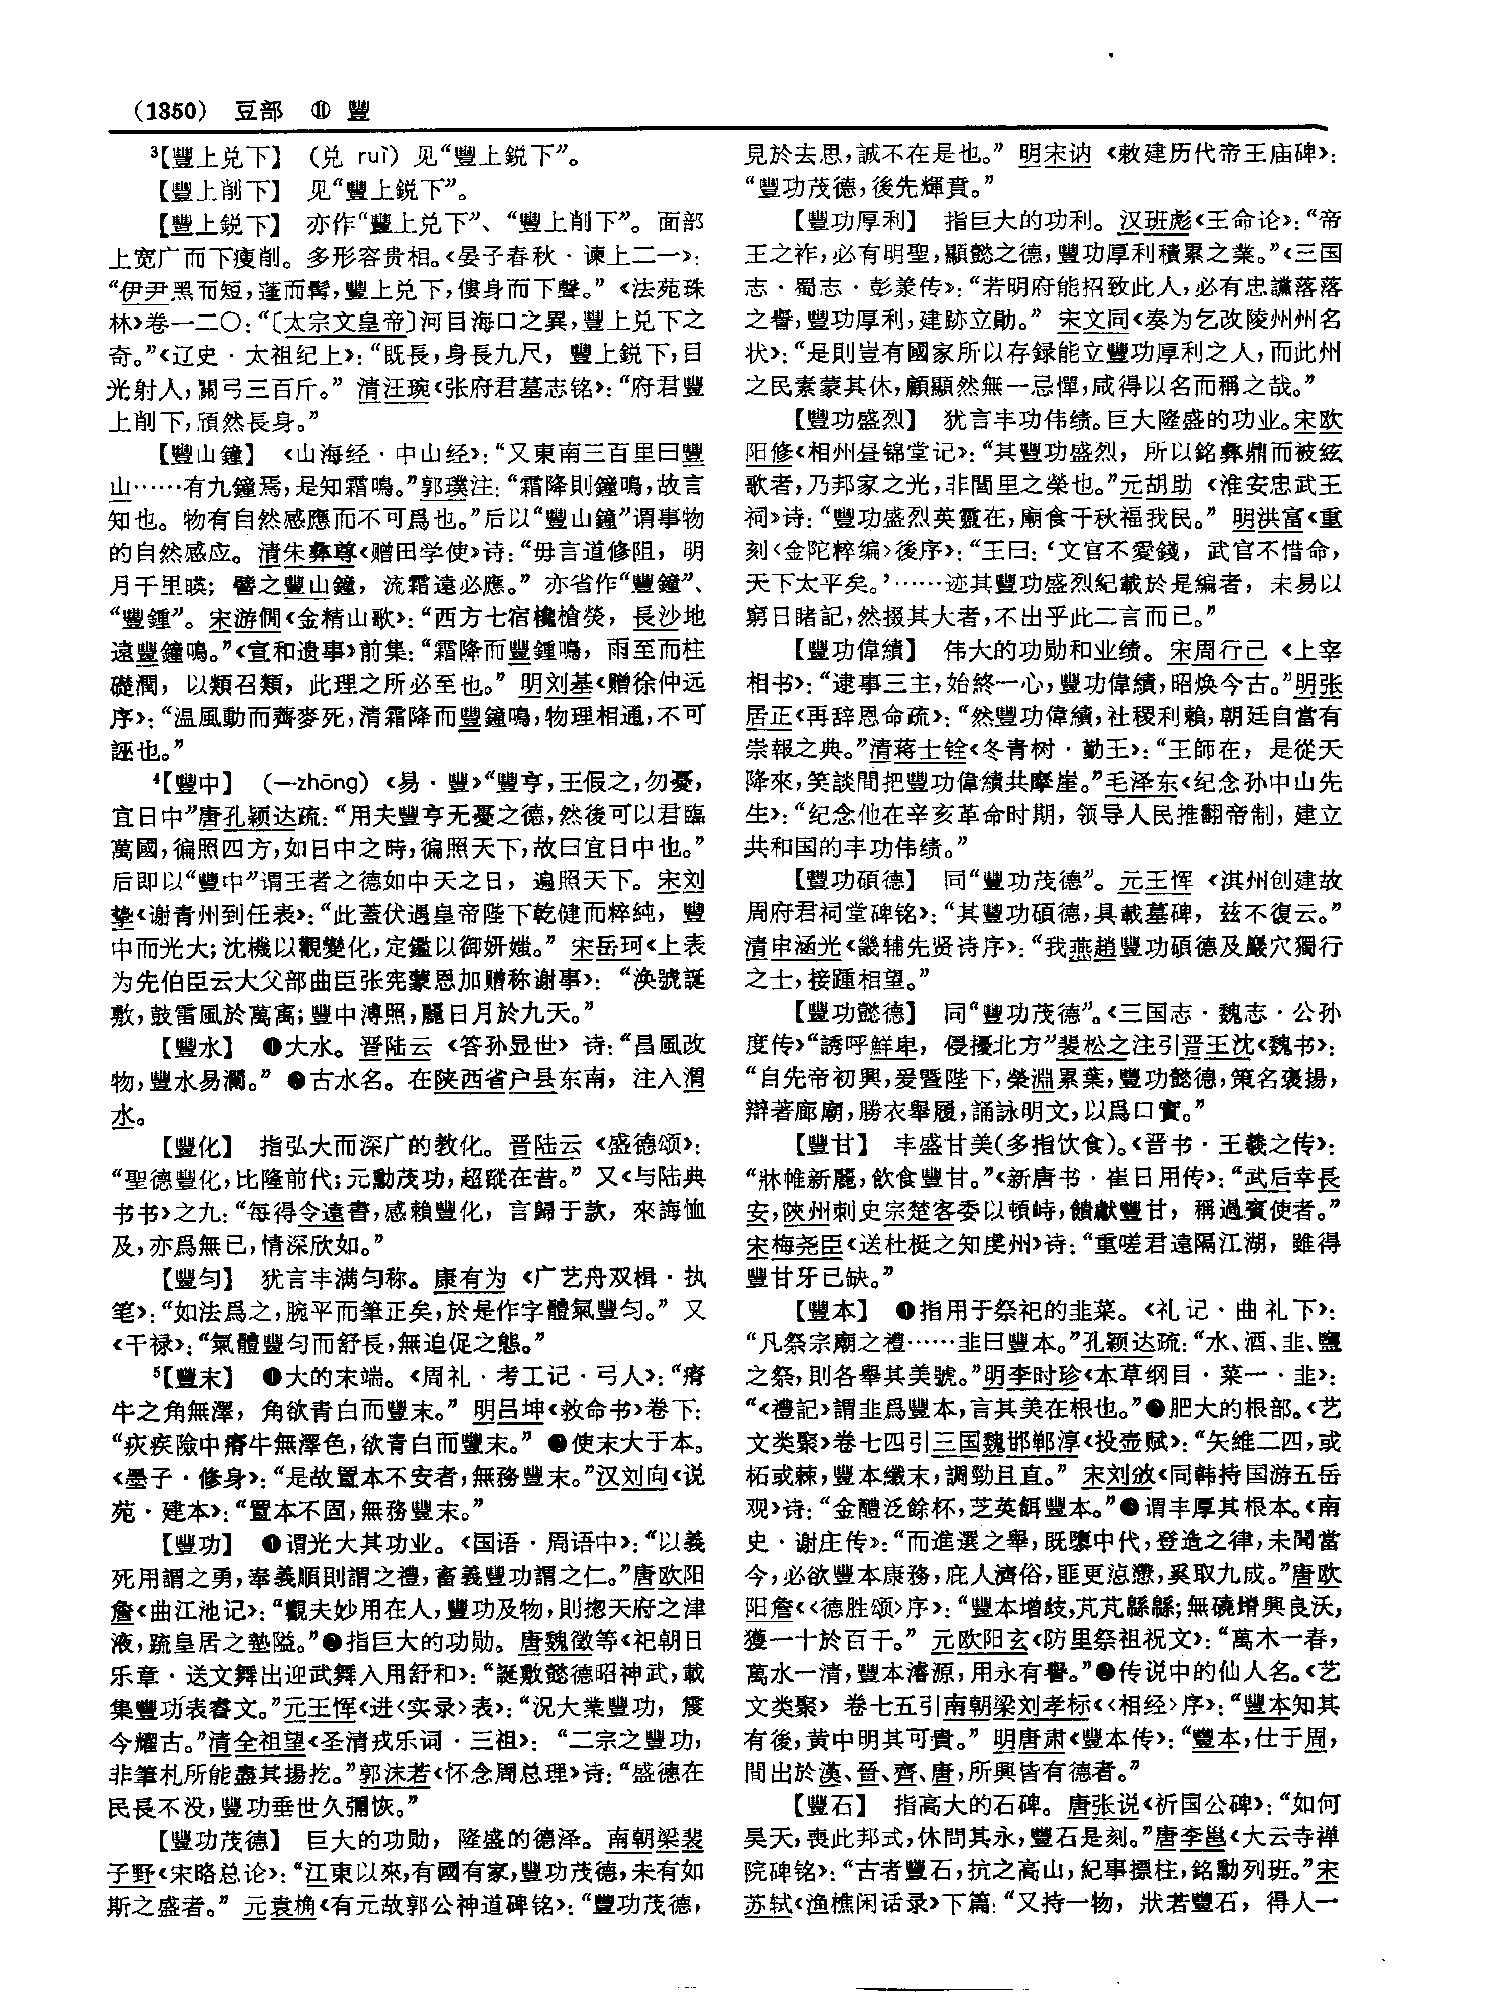 （1350） 豆部 ⑪ 豐
³【豐上兑下】 （兑 ruì）见“豐上鋭下”。
【豐上削下】 见“豐上鋭下”。
【豐上鋭下】 亦作“豐上兑下”、“豐上削下”。面部
上宽广而下瘦削。多形容贵相。《晏子春秋·谏上二一》：
“伊尹黑而短，蓬而髯，豐上兑下，僂身而下聲。”《法苑珠
林》卷一二〇：“〔太宗文皇帝〕河目海口之異，豐上兑下之
奇。”《辽史·太祖纪上》：“既長，身長九尺，豐上鋭下，目
光射人，關弓三百斤。”清汪琬《张府君墓志铭》：“府君豐
上削下，頎然長身。”
【豐山鐘】 《山海经·中山经》：“又東南三百里曰豐
山……有九鐘焉，是知霜鳴。”郭璞注：“霜降則鐘鳴，故言
知也。物有自然感應而不可爲也。”后以“豐山鐘”谓事物
的自然感应。清朱彝尊《赠田学使》诗：“毋言道修阻，明
月千里暎；譬之豐山鐘，流霜遠必應。”亦省作“豐鐘”、
“豐鍾”。宋游僩《金精山歌》：“西方七宿欃槍熒，長沙地
遠豐鐘鳴。”《宣和遗事》前集：“霜降而豐鍾鳴，雨至而柱
礎潤，以類召類，此理之所必至也。”明刘基《赠徐仲远
序》：“温風動而薺麥死，清霜降而豐鐘鳴，物理相通，不可
誣也。”
⁴【豐中】 （一zhōng）《易·豐》“豐亨，王假之，勿憂，
宜日中”唐孔颖达疏：“用夫豐亨无憂之德，然後可以君臨
萬國，徧照四方，如日中之時，徧照天下，故曰宜日中也。”
后即以“豐中”谓王者之德如中天之日，遍照天下。宋刘
挚《谢青州到任表》：“此蓋伏遇皇帝陛下乾健而粹純，豐
中而光大；沈機以觀變化，定鑑以御妍媸。”宋岳珂《上表
为先伯臣云大父部曲臣张宪蒙恩加赠称谢事》：“涣號誕
敷，鼓雷風於萬寓；豐中溥照，麗日月於九天。”
【豐水】 ❶大水。晋陆云《答孙显世》诗：“昌風改
物，豐水易瀾。”❷古水名。在陕西省户县东南，注入渭
水。
【豐化】 指弘大而深广的教化。晋陆云《盛德颂》：
“聖德豐化，比隆前代；元勳茂功，超蹤在昔。”又《与陆典
书书》之九：“每得令遠書，感賴豐化，言歸于款，來誨恤
及，亦爲無已，情深欣如。”
【豐匀】 犹言丰满匀称。康有为《广艺舟双楫·执
笔》：“如法爲之，腕平而筆正矣，於是作字體氣豐匀。”又
《干禄》：“氣體豐匀而舒長，無追促之態。”
⁵【豐末】 ❶大的末端。《周礼·考工记·弓人》：“瘠
牛之角無澤，角欲青白而豐末。”明吕坤《救命书》卷下：
“疢疾險中瘠牛無澤色，欲青白而豐末。”❷使末大于本。
《墨子·修身》：“是故置本不安者，無務豐末。”汉刘向《说
苑·建本》：“置本不固，無務豐末。”
【豐功】 ❶谓光大其功业。《国语·周语中》：“以義
死用謂之勇，奉義順則謂之禮，畜義豐功謂之仁。”唐欧阳
詹《曲江池记》：“觀夫妙用在人，豐功及物，則揔天府之津
液，疏皇居之墊隘。”❷指巨大的功勋。唐魏徵等《祀朝日
乐章·送文舞出迎武舞入用舒和》：“誕敷懿德昭神武，載
集豐功表睿文。”元王恽《进〈实录〉表》：“況大業豐功，震
今耀古。”清全祖望《圣清戎乐词·三祖》：“二宗之豐功，
非筆札所能盡其揚扢。”郭沫若《怀念周总理》诗：“盛德在
民長不没，豐功垂世久彌恢。”
【豐功茂德】 巨大的功勋，隆盛的德泽。南朝梁裴
子野《宋略总论》：“江東以來，有國有家，豐功茂德，未有如
斯之盛者。”元袁桷《有元故郭公神道碑铭》：“豐功茂德，
見於去思，誠不在是也。”明宋讷《敕建历代帝王庙碑》：
“豐功茂德，後先輝賁。”
【豐功厚利】 指巨大的功利。汉班彪《王命论》：“帝
王之祚，必有明聖，顯懿之德，豐功厚利積累之業。”《三国
志·蜀志·彭羕传》：“若明府能招致此人，必有忠讜落落
之譽，豐功厚利，建跡立勛。”宋文同《奏为乞改陵州州名
状》：“是則豈有國家所以存録能立豐功厚利之人，而此州
之民素蒙其休，顧顯然無一忌憚，咸得以名而稱之哉。”
【豐功盛烈】 犹言丰功伟绩。巨大隆盛的功业。宋欧
阳修《相州昼锦堂记》：“其豐功盛烈，所以銘彝鼎而被絃
歌者，乃邦家之光，非閭里之榮也。”元胡助《淮安忠武王
祠》诗：“豐功盛烈英靈在，廟食千秋福我民。”明洪富《重
刻〈金陀粹编〉後序》：“王曰：‘文官不愛錢，武官不惜命，
天下太平矣。’……迹其豐功盛烈紀載於是編者，未易以
窮日睹記，然掇其大者，不出乎此二言而已。”
【豐功偉績】 伟大的功勋和业绩。宋周行己《上宰
相书》：“逮事三主，始終一心，豐功偉績，昭焕今古。”明张
居正《再辞恩命疏》：“然豐功偉績，社稷利賴，朝廷自當有
崇報之典。”清蒋士铨《冬青树·勤王》：“王師在，是從天
降來，笑談間把豐功偉績共摩崖。”毛泽东《纪念孙中山先
生》：“纪念他在辛亥革命时期，领导人民推翻帝制，建立
共和国的丰功伟绩。”
【豐功碩德】 同“豐功茂德”。元王恽《淇州创建故
周府君祠堂碑铭》：“其豐功碩德，具載墓碑，兹不復云。”
清申涵光《畿辅先贤诗序》：“我燕趙豐功碩德及巖穴獨行
之士，接踵相望。”
【豐功懿德】 同“豐功茂德”。《三国志·魏志·公孙
度传》“誘呼鮮卑，侵擾北方”裴松之注引晋王沈《魏书》：
“自先帝初興，爰暨陛下，榮淵累葉，豐功懿德，策名褒揚，
辯著廊廟，勝衣舉履，誦詠明文，以爲口實。”
【豐甘】 丰盛甘美（多指饮食）。《晋书·王羲之传》：
“牀帷新麗，飲食豐甘。”《新唐书·崔日用传》：“武后幸長
安，陝州刺史宗楚客委以頓峙，饋獻豐甘，稱過賓使者。”
宋梅尧臣《送杜梃之知虔州》诗：“重嗟君遠隔江湖，雖得
豐甘牙已缺。”
【豐本】 ❶指用于祭祀的韭菜。《礼记·曲礼下》：
“凡祭宗廟之禮……韭曰豐本。”孔颖达疏：“水、酒、韭、鹽
之祭，則各舉其美號。”明李时珍《本草纲目·菜一·韭》：
“《禮記》謂韭爲豐本，言其美在根也。”❷肥大的根部。《艺
文类聚》卷七四引三国魏邯郸淳《投壶赋》：“矢維二四，或
柘或棘，豐本纖末，調勁且直。”宋刘攽《同韩持国游五岳
观》诗：“金醴泛餘杯，芝英餌豐本。”❸谓丰厚其根本。《南
史·谢庄传》：“而進選之舉，既隳中代，登造之律，未聞當
今，必欲豐本康務，庇人濟俗，匪更惉懘，奚取九成。”唐欧
阳詹《〈德胜颂〉序》：“豐本增歧，芃芃緜緜；無磽堉興良沃，
獲一十於百千。”元欧阳玄《防里祭祖祝文》：“萬木一春，
萬水一清，豐本濬源，用永有譽。”❹传说中的仙人名。《艺
文类聚》卷七五引南朝梁刘孝标《〈相经〉序》：“豐本知其
有後，黄中明其可貴。”明唐肃《豐本传》：“豐本，仕于周，
間出於漢、晉、齊、唐，所興皆有德者。”
【豐石】 指高大的石碑。唐张说《祈国公碑》：“如何
昊天，喪此邦式，休問其永，豐石是刻。”唐李邕《大云寺禅
院碑铭》：“古者豐石，抗之高山，紀事摽柱，銘勳列班。”宋
苏轼《渔樵闲话录》下篇：“又持一物，狀若豐石，得人一